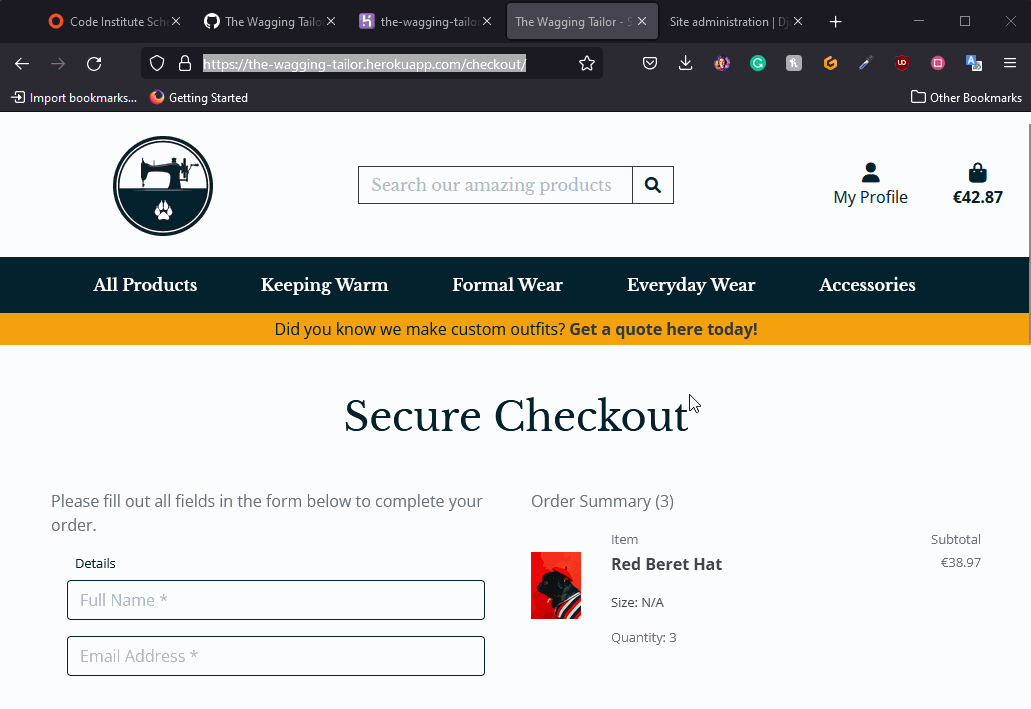 Code Institute Sch
The Wagging Tailo
the-wagging-tailor
The Wagging Tailor - S
Site administration | Dj
https://the-wagging-tailor.herokuapp.com/checkout/
Import bookmarks...
Getting Started
Other Bookmarks
Search our amazing products
My Profile
€42.87
All Products
Keeping Warm
Formal Wear
Everyday Wear
Accessories
Did you know we make custom outfits? Get a quote here today!
Secure Checkout
Please fill out all fields in the form below to complete your
order.
Details
Full Name *
Email Address *
Order Summary (3)
Item
Subtotal
Red Beret Hat
€38.97
Size: N/A
Quantity: 3